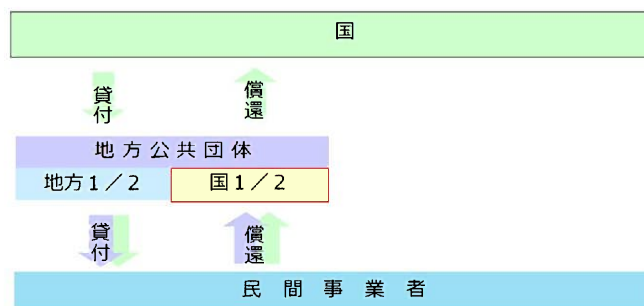 国
貸付 償還
地方公共団体
地方１／２ 国１／２
貸付 償還
民間事業者